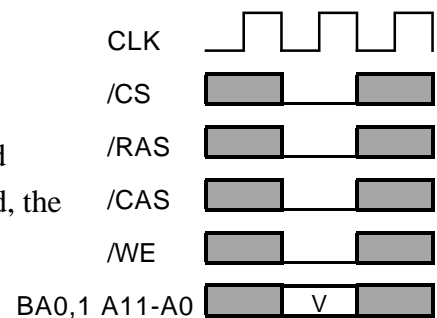 CLK
/CS
/RAS
d, the
/CAS
/WE
BA0,1 A11-A0 V